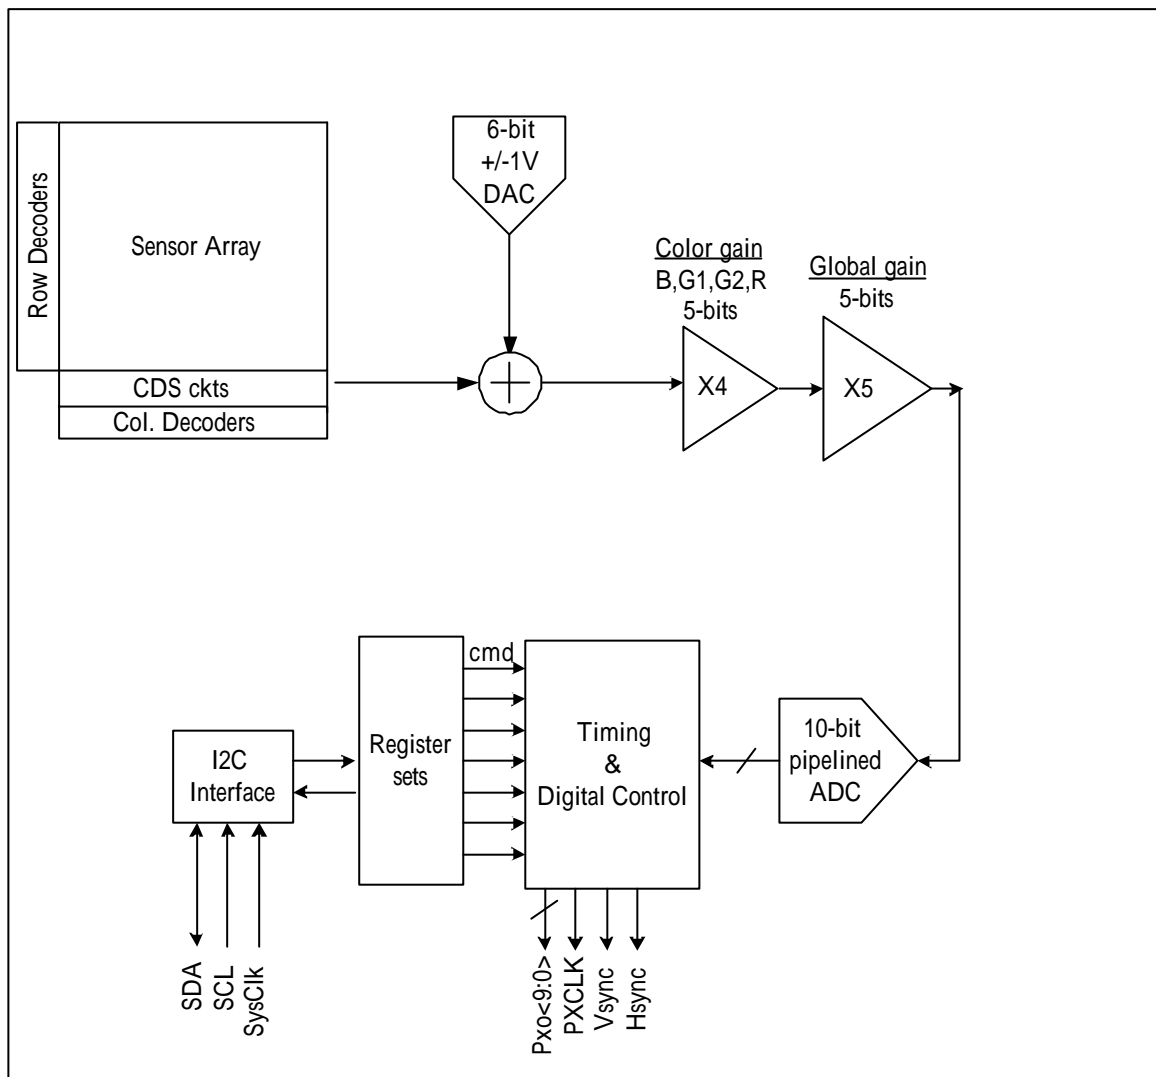 6-bit
+/-1V
DAC
Row Decoders
Sensor Array
Color gain
B,G1,G2,R
5-bits
Global gain
5-bits
CDS ckts
Col. Decoders
X4
X5
cmd
Register
sets
Timing
&
Digital Control
10-bit
pipelined
ADC
I2C
Interface
SDA
SCL
SysClk
Pxo<9:0>
PXCLK
Vsync
Hsync